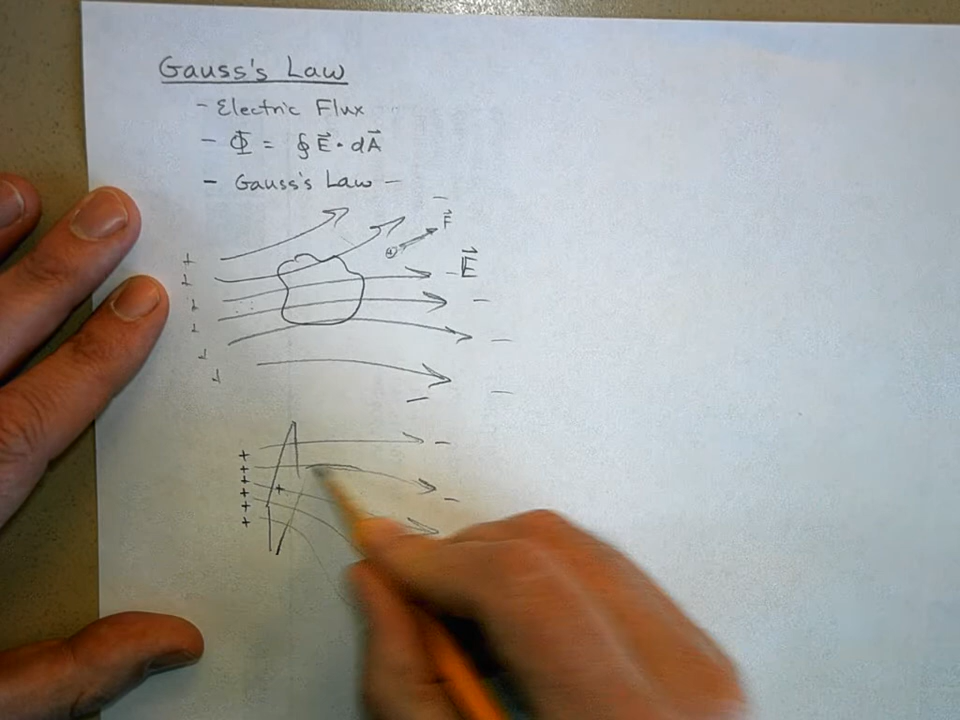 Gauss's Law
- Electric Flux
- Φ = ∮ E⃗ · dA⃗
- Gauss's Law -
F⃗
E⃗